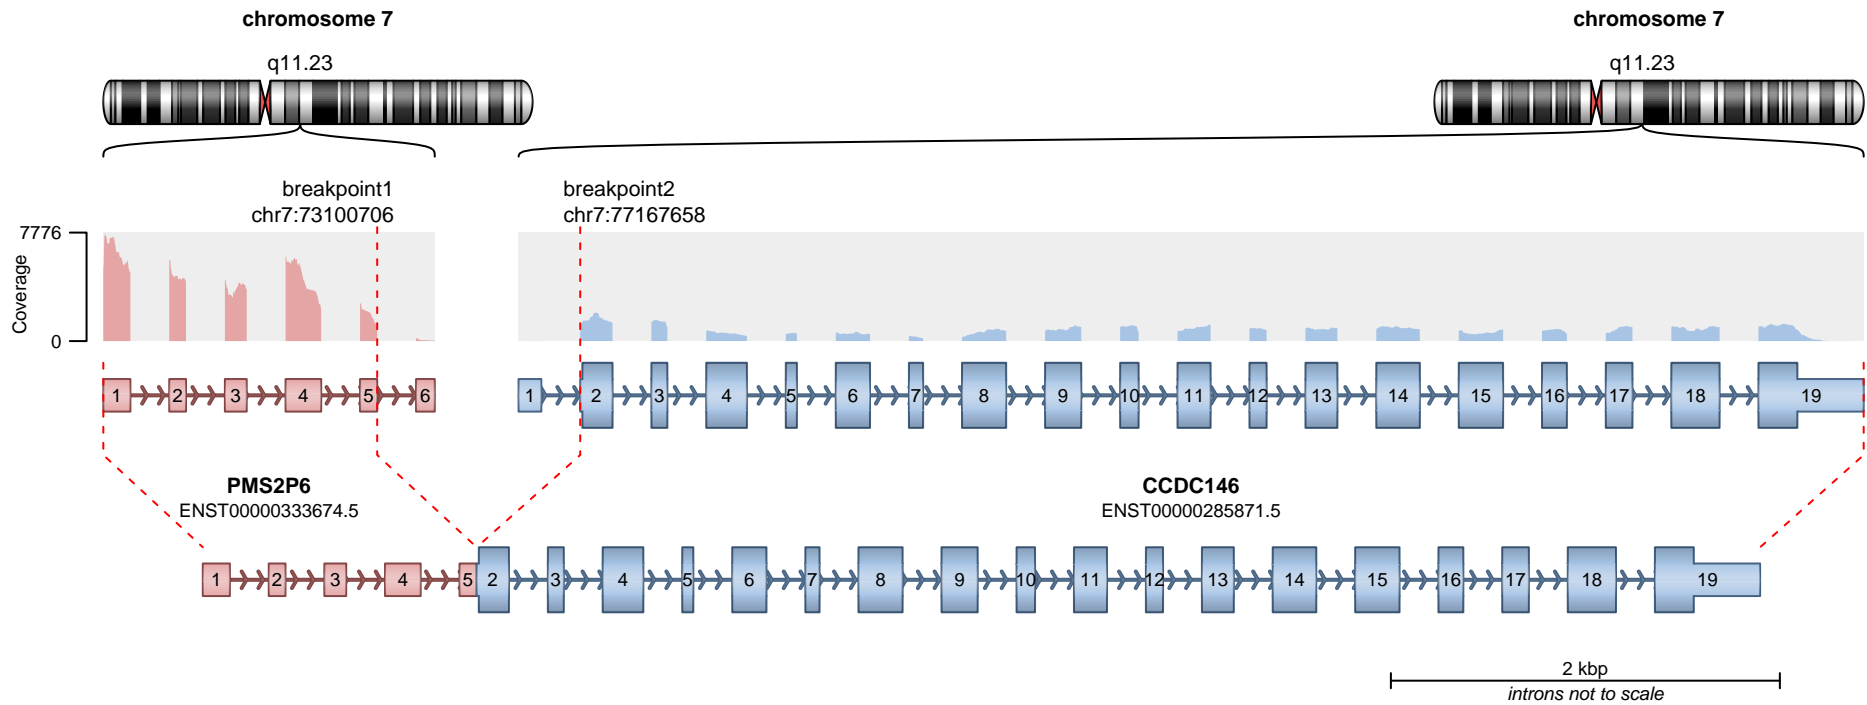 chromosome 7
chromosome 7
q11.23
q11.23
breakpoint1
chr7:73100706
breakpoint2
chr7:77167658
7776
Coverage
0
1 2 3 4 5 6
1 2 3 4 5 6 7 8 9 10 11 12 13 14 15 16 17 18 19
PMS2P6
ENST00000333674.5
CCDC146
ENST00000285871.5
1 2 3 4 5 2 3 4 5 6 7 8 9 10 11 12 13 14 15 16 17 18 19
2 kbp
introns not to scale